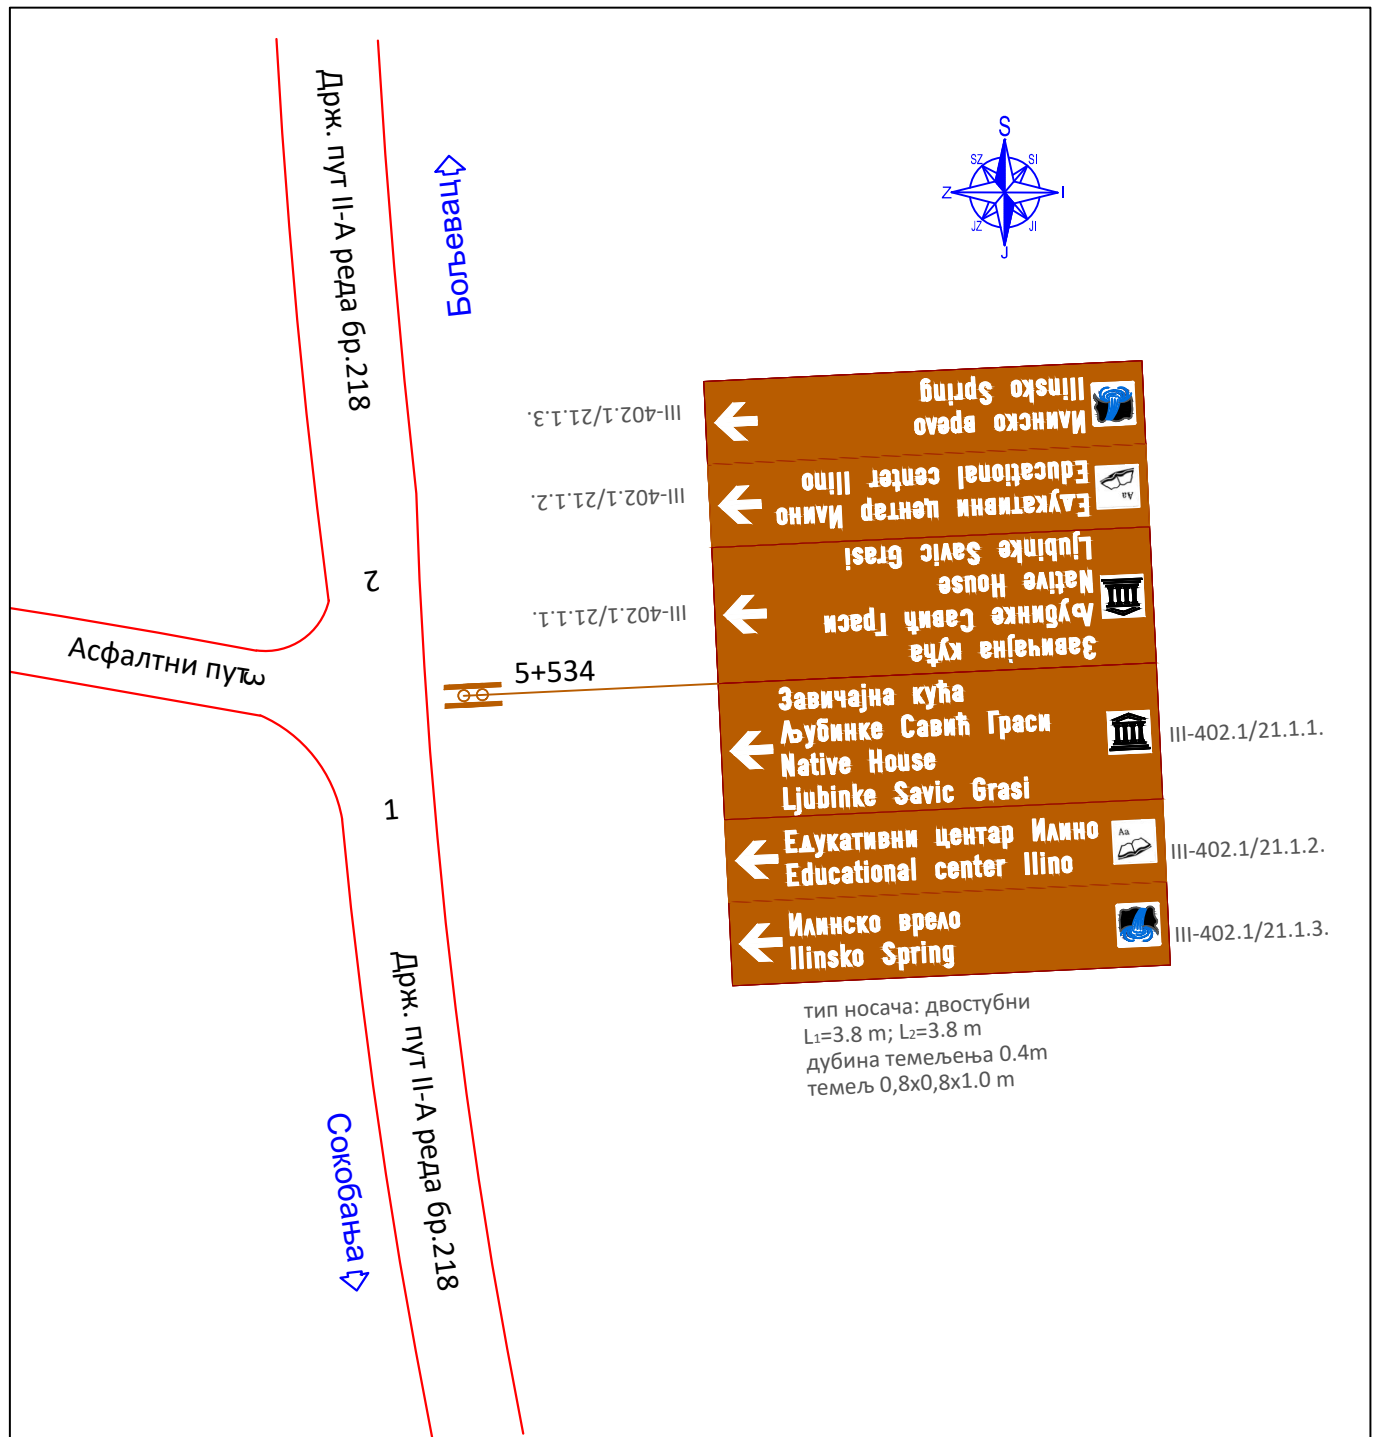 Држ. пут II-А реда бр.218
Бољевац
S
SZ
SI
Z
I
JZ
JI
J
Ilinsko Spring
Илинско врело
III-402.1/21.1.3.
Educational center Ilino
Едукативни центар Илино
Aa
III-402.1/21.1.2.
Завичајна кућа
Љубинке Савић Граси
Native House
Ljubinke Savic Grasi
III-402.1/21.1.1.
2
Асфалтни пут
3
5+534
1
Завичајна кућа
Љубинке Савић Граси
Native House
Ljubinke Savic Grasi
III-402.1/21.1.1.
Едукативни центар Илино
Educational center Ilino
Aa
III-402.1/21.1.2.
Илинско врело
Ilinsko Spring
III-402.1/21.1.3.
тип носача: двостубни
L₁=3.8 m; L₂=3.8 m
дубина темељења 0.4m
темељ 0,8x0,8x1.0 m
Држ. пут II-А реда бр.218
Сокобања